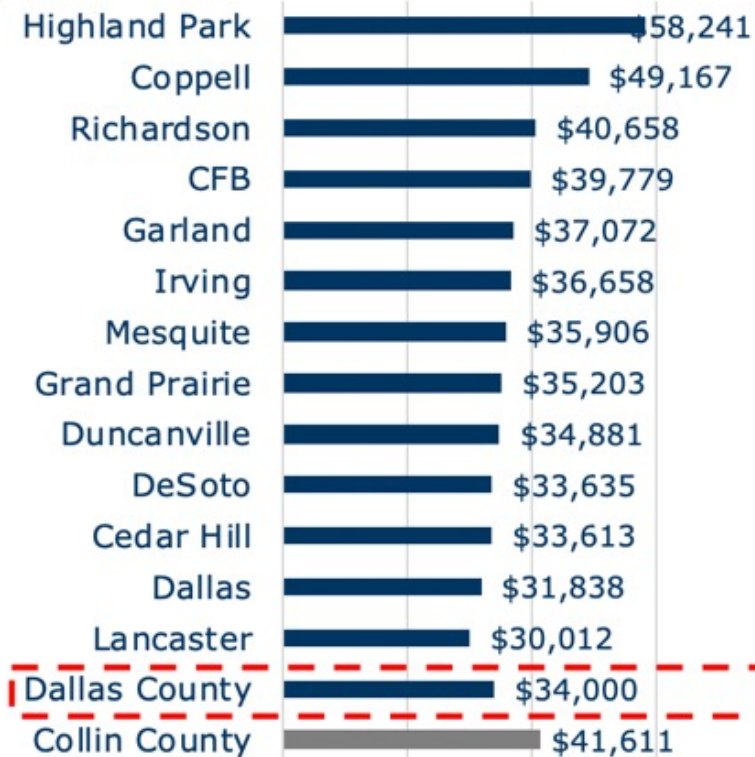 Highland Park $58,241
Coppell $49,167
Richardson $40,658
CFB $39,779
Garland $37,072
Irving $36,658
Mesquite $35,906
Grand Prairie $35,203
Duncanville $34,881
DeSoto $33,635
Cedar Hill $33,613
Dallas $31,838
Lancaster $30,012
Dallas County $34,000
Collin County $41,611